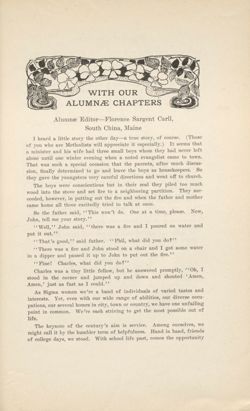 WITH OUR
ALUMNÆ CHAPTERS
Alumnæ Editor—Florence Sargent Carll,
South China, Maine
I heard a little story the other day—a true story, of course. (Those
of you who are Methodists will appreciate it especially.) It seems that
a minister and his wife had three small boys whom they had never left
alone until one winter evening when a noted evangelist came to town.
That was such a special occasion that the parents, after much discus-
sion, finally determined to go and leave the boys as housekeepers. So
they gave the youngsters very careful directions and went off to church.
The boys were conscientious but in their zeal they piled too much
wood into the stove and set fire to a neighboring partition. They suc-
ceeded, however, in putting out the fire and when the father and mother
came home all three excitedly tried to talk at once.
So the father said, "This won't do. One at a time, please. Now,
John, tell me your story."
"Well," John said, "there was a fire and I poured on water and
put it out."
"That's good," said father. "Phil, what did you do?"
"There was a fire and John stood on a chair and I got some water
in a dipper and passed it up to John to put out the fire."
"Fine! Charles, what did you do?"
Charles was a tiny little fellow, but he answered promptly, "Oh, I
stood in the corner and jumped up and down and shouted 'Amen,
Amen,' just as fast as I could."
As Sigma women we're a band of individuals of varied tastes and
interests. Yet, even with our wide range of abilities, our diverse occu-
pations, our several homes in city, town or country, we have one unfailing
point in common. We're each striving to get the most possible out of
life.
The keynote of the century's aim is service. Among ourselves, we
might call it by the humbler term of helpfulness. Hand in hand, friends
of college days, we stood. With school life past, comes the opportunity